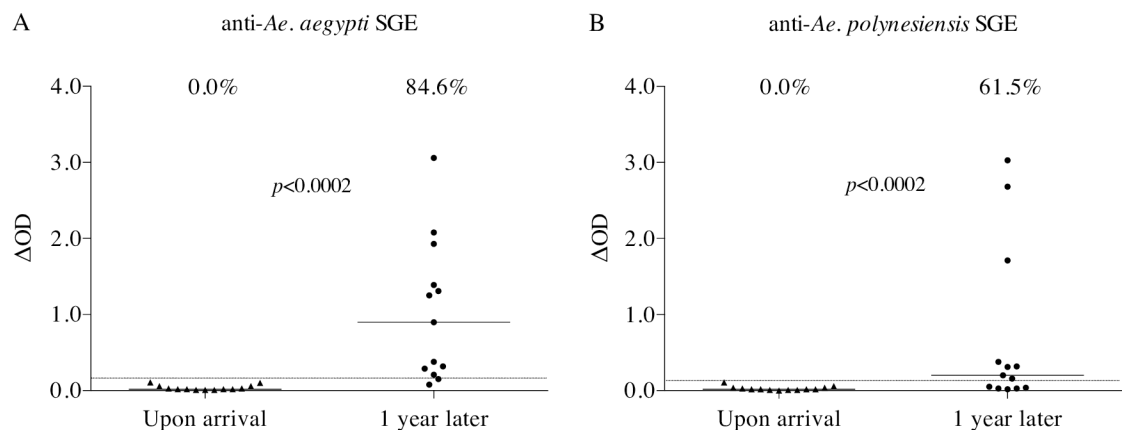 A
anti-Ae. aegypti SGE
0.0%
84.6%
4.0
3.0
2.0
1.0
0.0
ΔOD
p<0.0002
Upon arrival
1 year later
B
anti-Ae. polynesiensis SGE
0.0%
61.5%
4.0
3.0
2.0
1.0
0.0
ΔOD
p<0.0002
Upon arrival
1 year later